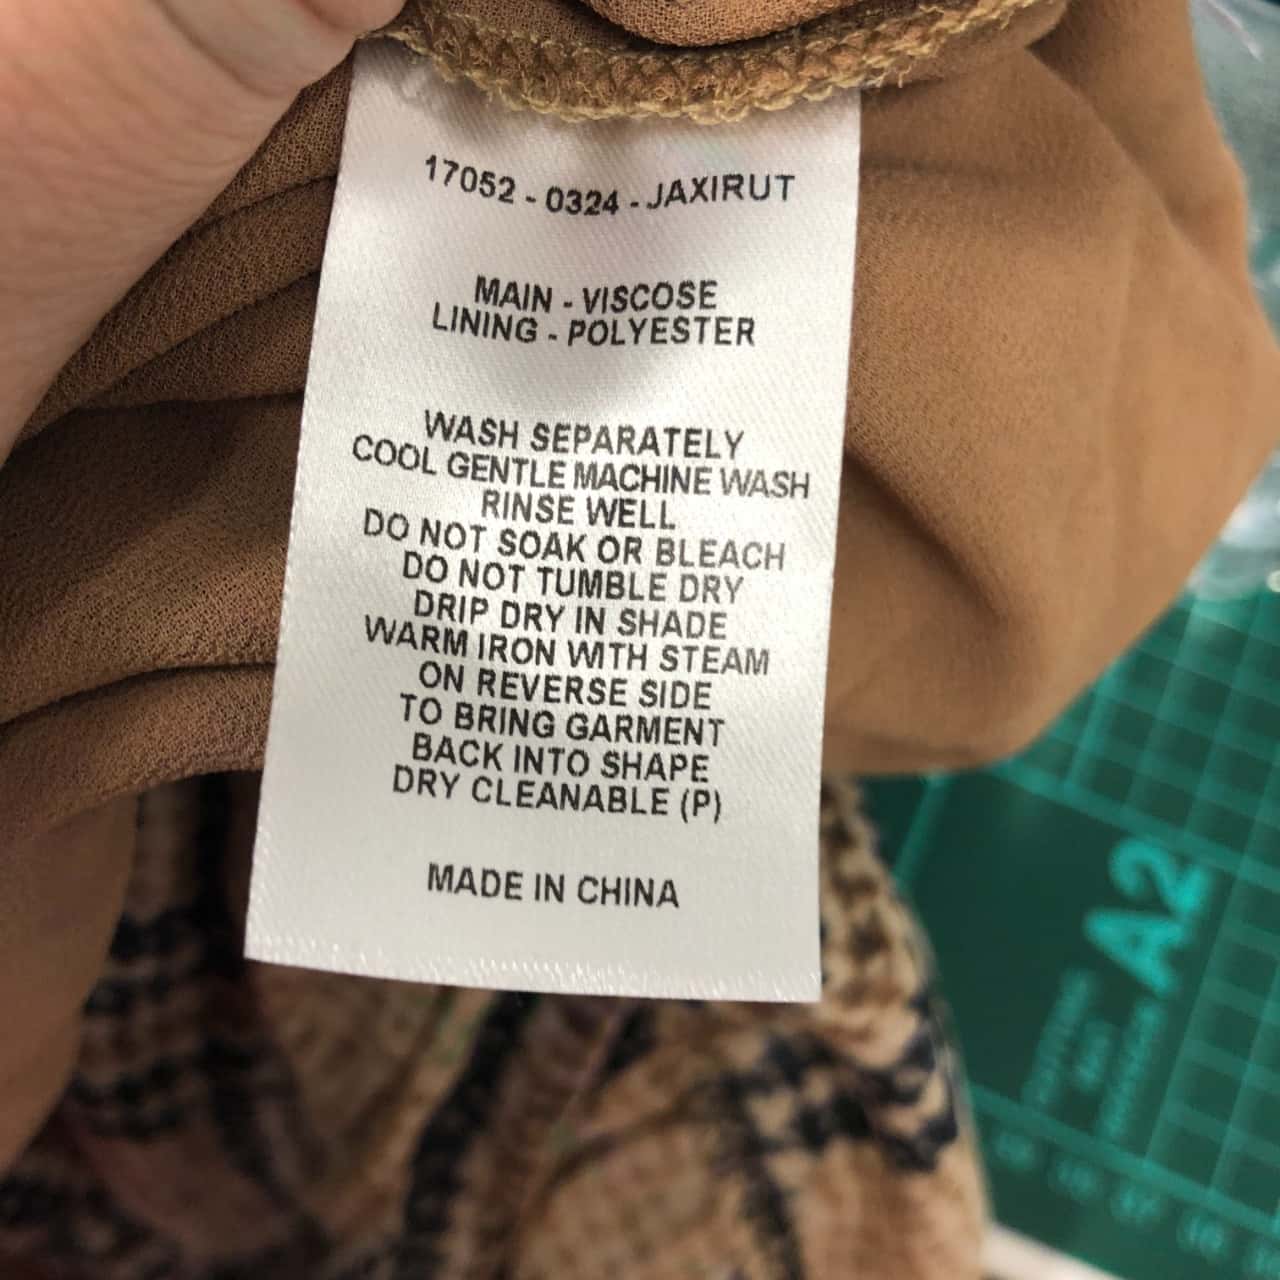 17052 - 0324 - JAXIRUT
MAIN - VISCOSE
LINING - POLYESTER
WASH SEPARATELY
COOL GENTLE MACHINE WASH
RINSE WELL
DO NOT SOAK OR BLEACH
DO NOT TUMBLE DRY
DRIP DRY IN SHADE
WARM IRON WITH STEAM
ON REVERSE SIDE
TO BRING GARMENT
BACK INTO SHAPE
DRY CLEANABLE (P)
MADE IN CHINA
A2